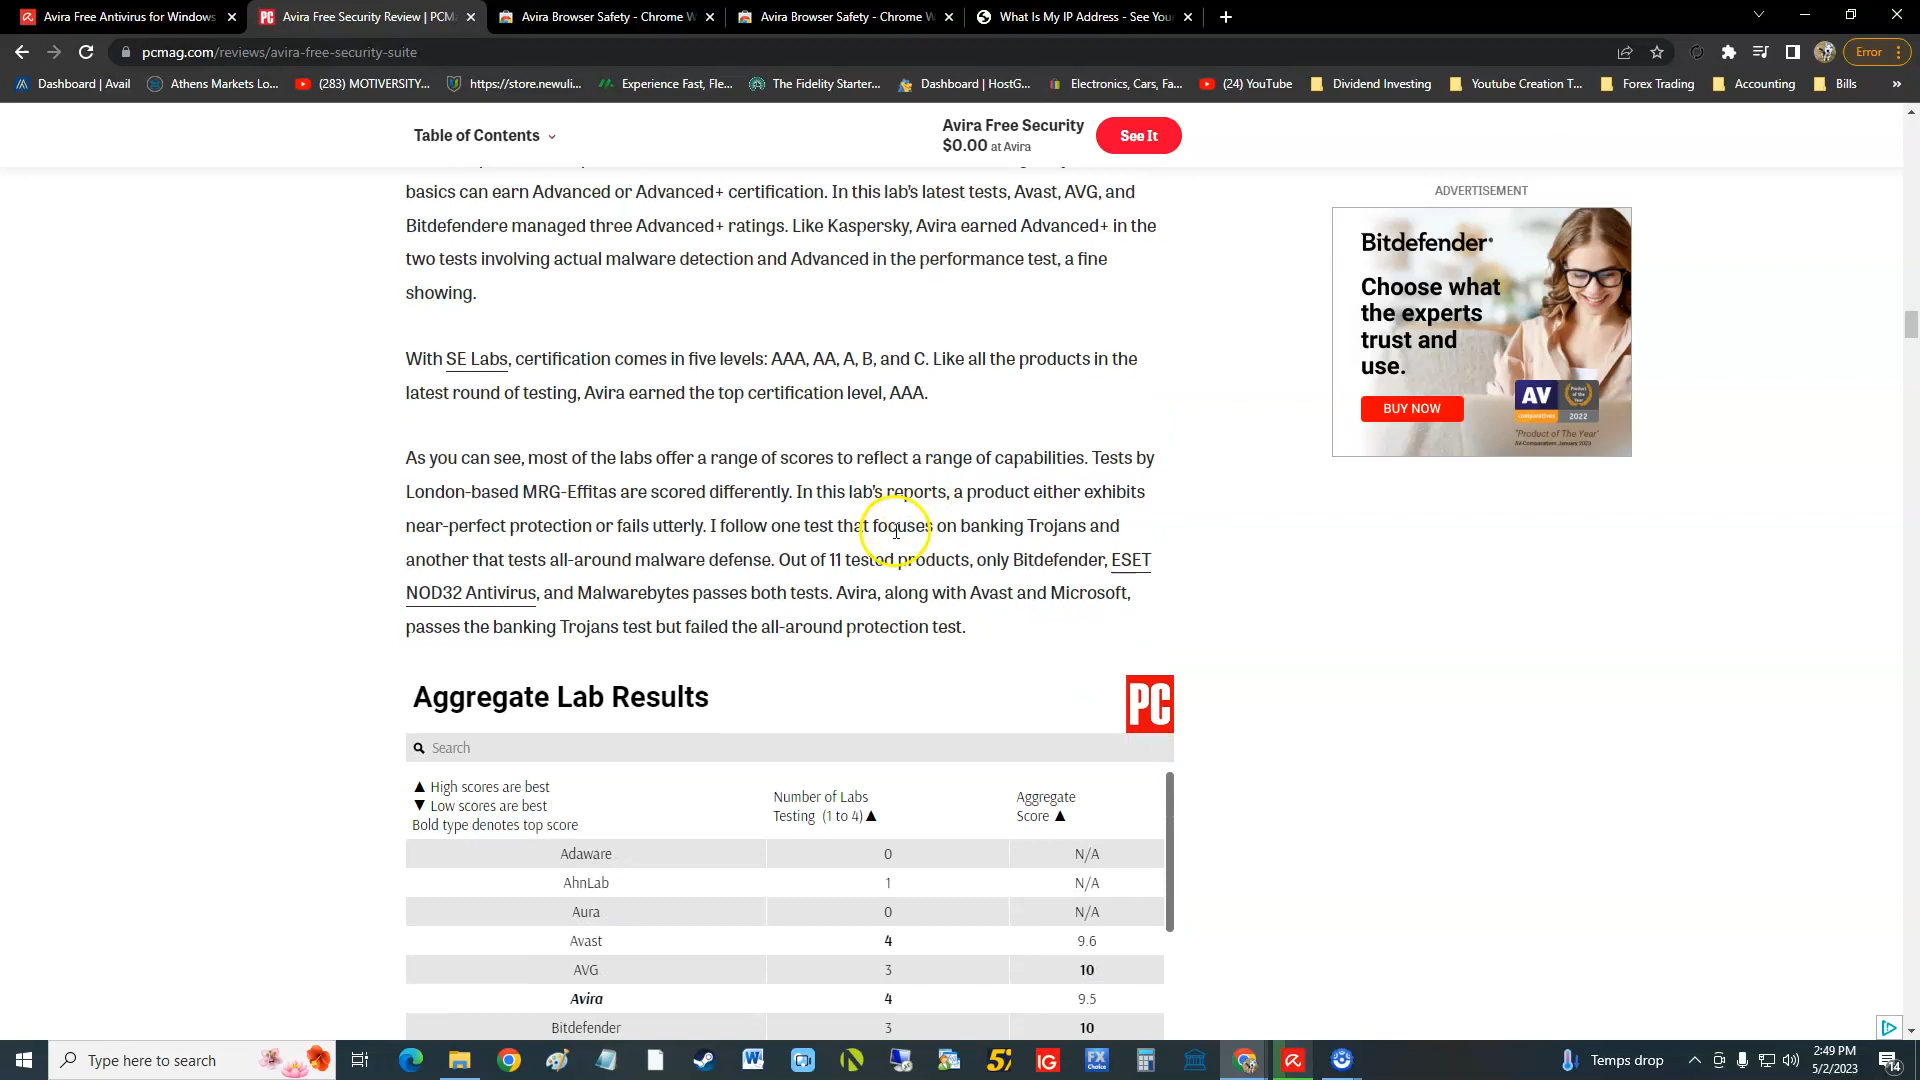 Avira Free Antivirus for Windows
Avira Free Security Review | PCMa
Avira Browser Safety - Chrome W
Avira Browser Safety - Chrome W
What Is My IP Address - See You
pcmag.com/reviews/avira-free-security-suite
Error
Dashboard | Avail
Athens Markets Lo...
(283) MOTIVERSITY...
https://store.newuli...
Experience Fast, Fle...
The Fidelity Starter...
Dashboard | HostG...
Electronics, Cars, Fa...
(24) YouTube
Dividend Investing
Youtube Creation T...
Forex Trading
Accounting
Bills
Table of Contents
Avira Free Security
$0.00 at Avira
See It
basics can earn Advanced or Advanced+ certification. In this lab's latest tests, Avast, AVG, and
Bitdefendere managed three Advanced+ ratings. Like Kaspersky, Avira earned Advanced+ in the
two tests involving actual malware detection and Advanced in the performance test, a fine
showing.
With SE Labs, certification comes in five levels: AAA, AA, A, B, and C. Like all the products in the
latest round of testing, Avira earned the top certification level, AAA.
As you can see, most of the labs offer a range of scores to reflect a range of capabilities. Tests by
London-based MRG-Effitas are scored differently. In this lab's reports, a product either exhibits
near-perfect protection or fails utterly. I follow one test that focuses on banking Trojans and
another that tests all-around malware defense. Out of 11 tested products, only Bitdefender, ESET
NOD32 Antivirus, and Malwarebytes passes both tests. Avira, along with Avast and Microsoft,
passes the banking Trojans test but failed the all-around protection test.
ADVERTISEMENT
Bitdefender
Choose what
the experts
trust and
use.
BUY NOW
AV
comparatives
Product
of the
Year
2022
"Product of The Year"
AV-Comparatives, January 2023
Aggregate Lab Results
PC
Search
▲ High scores are best
▼ Low scores are best
Bold type denotes top score
Number of Labs
Testing (1 to 4)▲
Aggregate
Score ▲
Adaware 0 N/A
AhnLab 1 N/A
Aura 0 N/A
Avast 4 9.6
AVG 3 10
Avira 4 9.5
Bitdefender 3 10
Type here to search
Temps drop
2:49 PM
5/2/2023
14